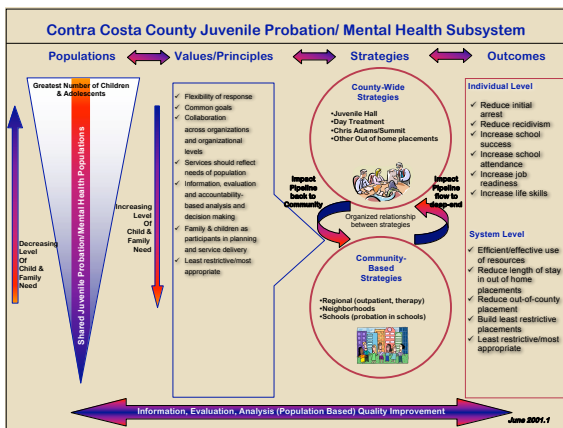 Contra Costa County Juvenile Probation/ Mental Health Subsystem
Populations
Values/Principles
Strategies
Outcomes
Greatest Number of Children
& Adolescents
Shared Juvenile Probation/Mental Health Populations
Decreasing
Level
Of
Child &
Family
Need
Increasing
Level
Of
Child &
Family
Need
✓ Flexibility of response
✓ Common goals
✓ Collaboration
across organizations
and organizational
levels
✓ Services should reflect
needs of population
✓ Information, evaluation
and accountability-
based analysis and
decision making
✓ Family & children as
participants in planning
and service delivery
✓ Least restrictive/most
appropriate
County-Wide
Strategies
•Juvenile Hall
•Day Treatment
•Chris Adams/Summit
•Other Out of home placements
Impact
Pipeline
back to
Community
Impact
Pipeline
flow to
deep-end
Organized relationship
between strategies
Community-
Based
Strategies
•Regional (outpatient, therapy)
•Neighborhoods
•Schools (probation in schools)
Individual Level
✓ Reduce initial
arrest
✓ Reduce recidivism
✓ Increase school
success
✓ Increase school
attendance
✓ Increase job
readiness
✓ Increase life skills
System Level
✓ Efficient/effective use
of resources
✓ Reduce length of stay
in out of home
placements
✓ Reduce out-of-county
placement
✓ Build least restrictive
placements
✓ Least restrictive/most
appropriate
Information, Evaluation, Analysis (Population Based) Quality Improvement
June 2001.1